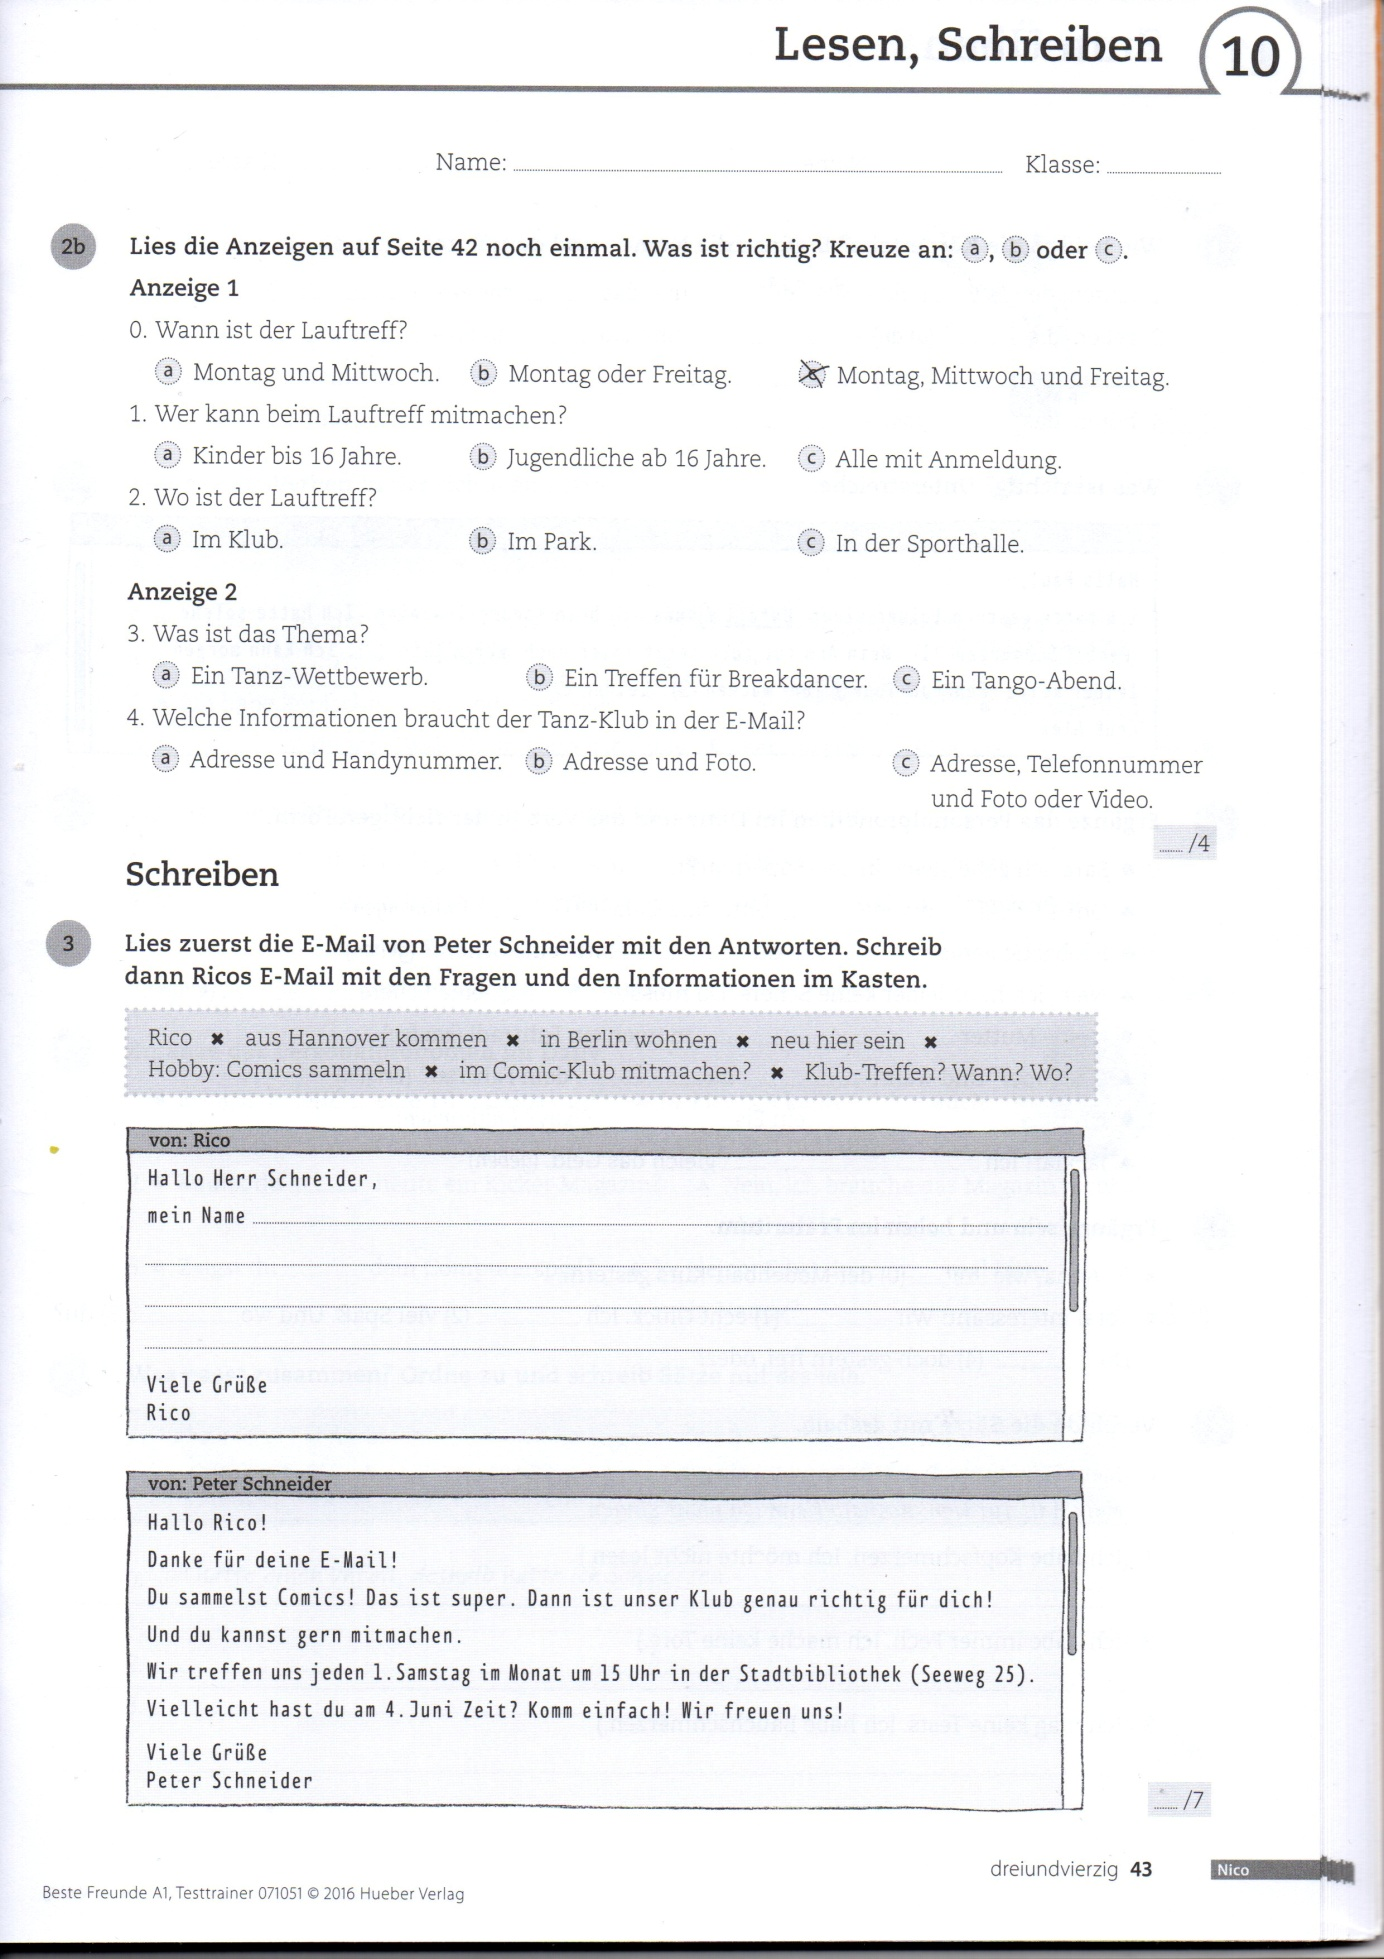 Lesen, Schreiben 10
Name: Klasse:
2b Lies die Anzeigen auf Seite 42 noch einmal. Was ist richtig? Kreuze an: a, b oder c.
Anzeige 1
0. Wann ist der Lauftreff?
a Montag und Mittwoch. b Montag oder Freitag. c Montag, Mittwoch und Freitag.
1. Wer kann beim Lauftreff mitmachen?
a Kinder bis 16 Jahre. b Jugendliche ab 16 Jahre. c Alle mit Anmeldung.
2. Wo ist der Lauftreff?
a Im Klub. b Im Park. c In der Sporthalle.
Anzeige 2
3. Was ist das Thema?
a Ein Tanz-Wettbewerb. b Ein Treffen für Breakdancer. c Ein Tango-Abend.
4. Welche Informationen braucht der Tanz-Klub in der E-Mail?
a Adresse und Handynummer. b Adresse und Foto. c Adresse, Telefonnummer
und Foto oder Video.
/4
Schreiben
3 Lies zuerst die E-Mail von Peter Schneider mit den Antworten. Schreib
dann Ricos E-Mail mit den Fragen und den Informationen im Kasten.
Rico ✖ aus Hannover kommen ✖ in Berlin wohnen ✖ neu hier sein ✖
Hobby: Comics sammeln ✖ im Comic-Klub mitmachen? ✖ Klub-Treffen? Wann? Wo?
von: Rico
Hallo Herr Schneider,
mein Name
Viele Grüße
Rico
von: Peter Schneider
Hallo Rico!
Danke für deine E-Mail!
Du sammelst Comics! Das ist super. Dann ist unser Klub genau richtig für dich!
Und du kannst gern mitmachen.
Wir treffen uns jeden 1. Samstag im Monat um 15 Uhr in der Stadtbibliothek (Seeweg 25).
Vielleicht hast du am 4. Juni Zeit? Komm einfach! Wir freuen uns!
Viele Grüße
Peter Schneider
/7
dreiundvierzig 43 Nico
Beste Freunde A1, Testtrainer 071051 © 2016 Hueber Verlag